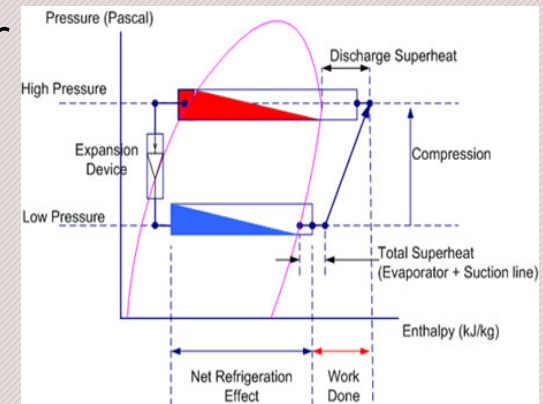 Pressure (Pascal)
Discharge Superheat
High Pressure
Expansion
Device
Compression
Low Pressure
Total Superheat
(Evaporator + Suction line)
Enthalpy (kJ/kg)
Net Refrigeration
Effect
Work
Done